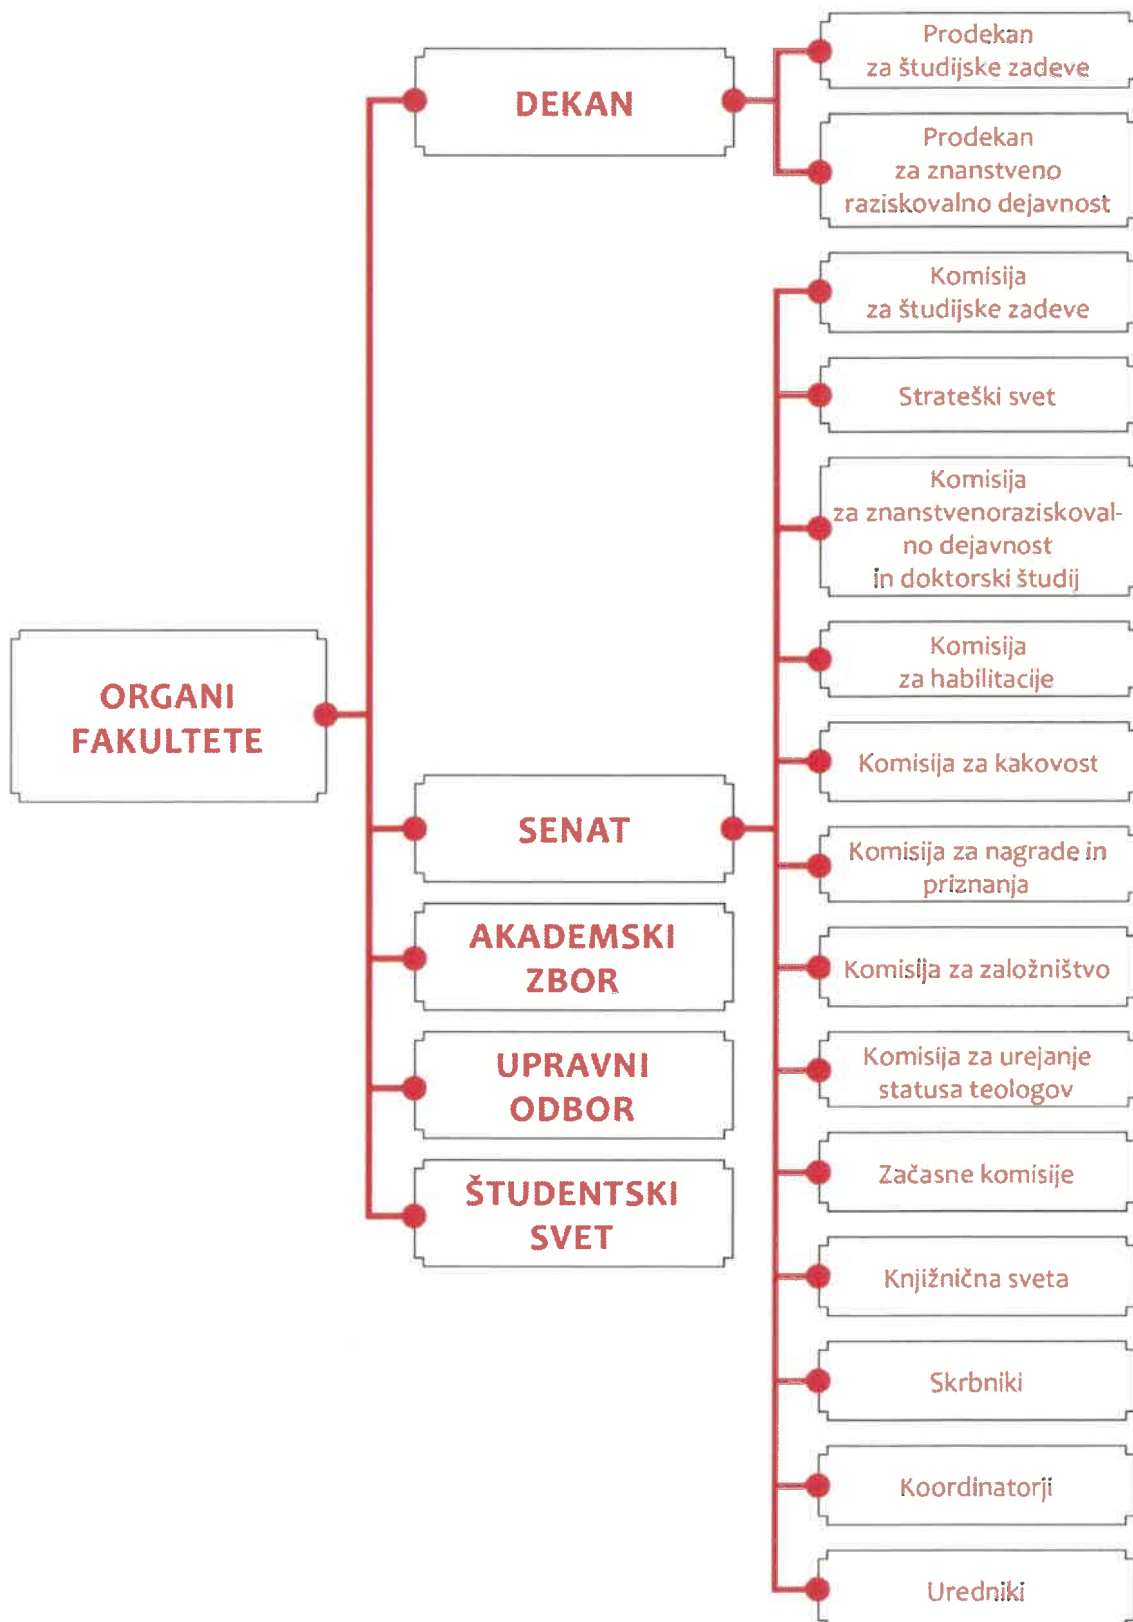 ORGANI
FAKULTETE
DEKAN
Prodekan
za študijske zadeve
Prodekan
za znanstveno
raziskovalno dejavnost
SENAT
Komisija
za študijske zadeve
Strateški svet
Komisija
za znanstvenoraziskoval-
no dejavnost
in doktorski študij
Komisija
za habilitacije
Komisija za kakovost
Komisija za nagrade in
priznanja
Komisija za založništvo
Komisija za urejanje
statusa teologov
Začasne komisije
Knjižnična sveta
Skrbniki
Koordinatorji
Uredniki
AKADEMSKI
ZBOR
UPRAVNI
ODBOR
ŠTUDENTSKI
SVET